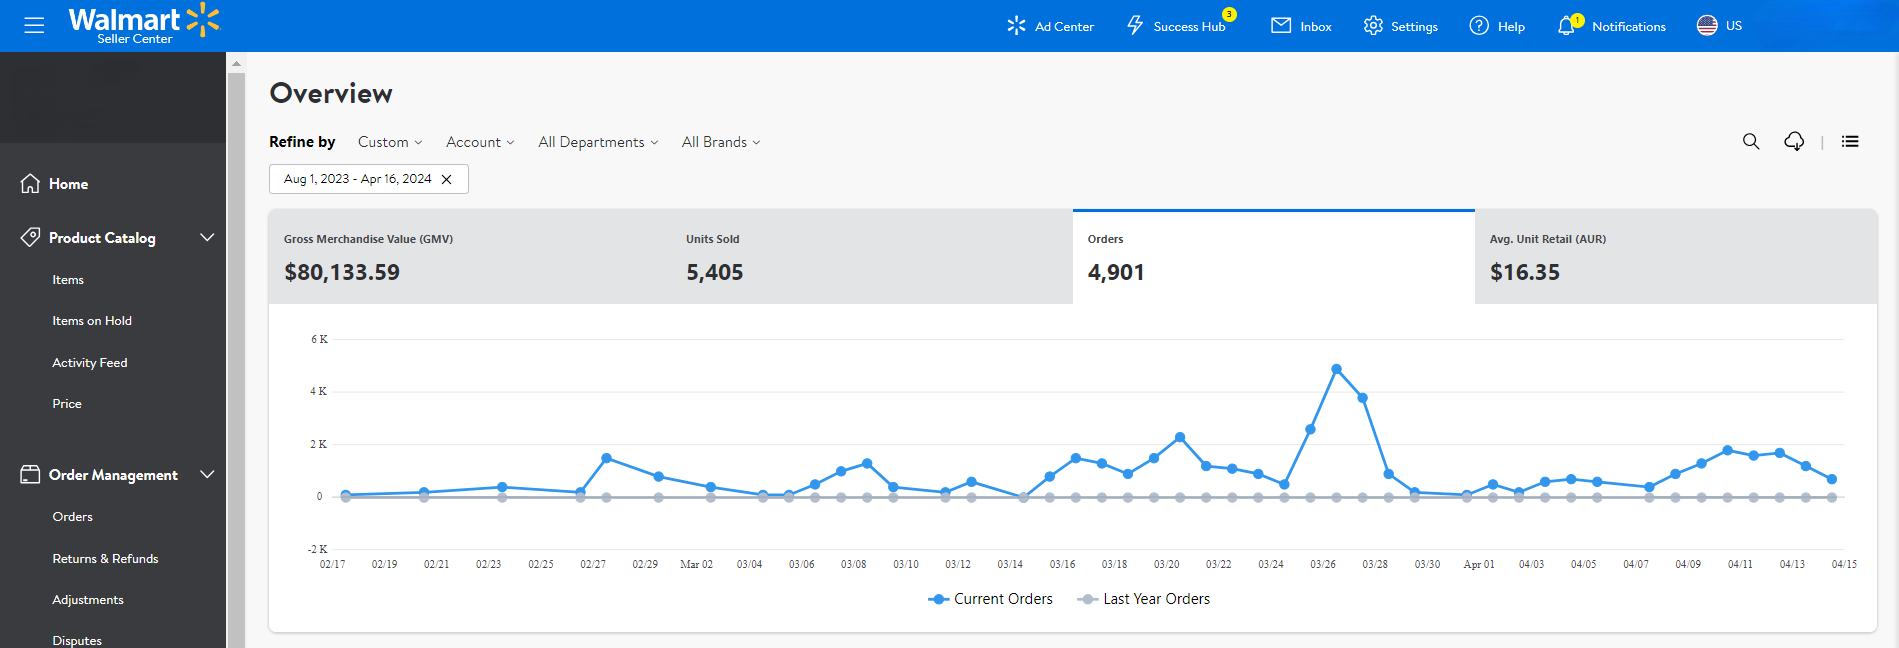 Walmart
Seller Center
Ad Center
Success Hub
3
Inbox
Settings
Help
1
Notifications
US
Home
Product Catalog
Items
Items on Hold
Activity Feed
Price
Order Management
Orders
Returns & Refunds
Adjustments
Disputes
Overview
Refine by Custom Account All Departments All Brands
Aug 1, 2023 - Apr 16, 2024
Gross Merchandise Value (GMV)
$80,133.59
Units Sold
5,405
Orders
4,901
Avg. Unit Retail (AUR)
$16.35
6 K
4 K
2 K
0
-2 K
02/17 02/19 02/21 02/23 02/25 02/27 02/29 Mar 02 03/04 03/06 03/08 03/10 03/12 03/14 03/16 03/18 03/20 03/22 03/24 03/26 03/28 03/30 Apr 01 04/03 04/05 04/07 04/09 04/11 04/13 04/15
Current Orders Last Year Orders